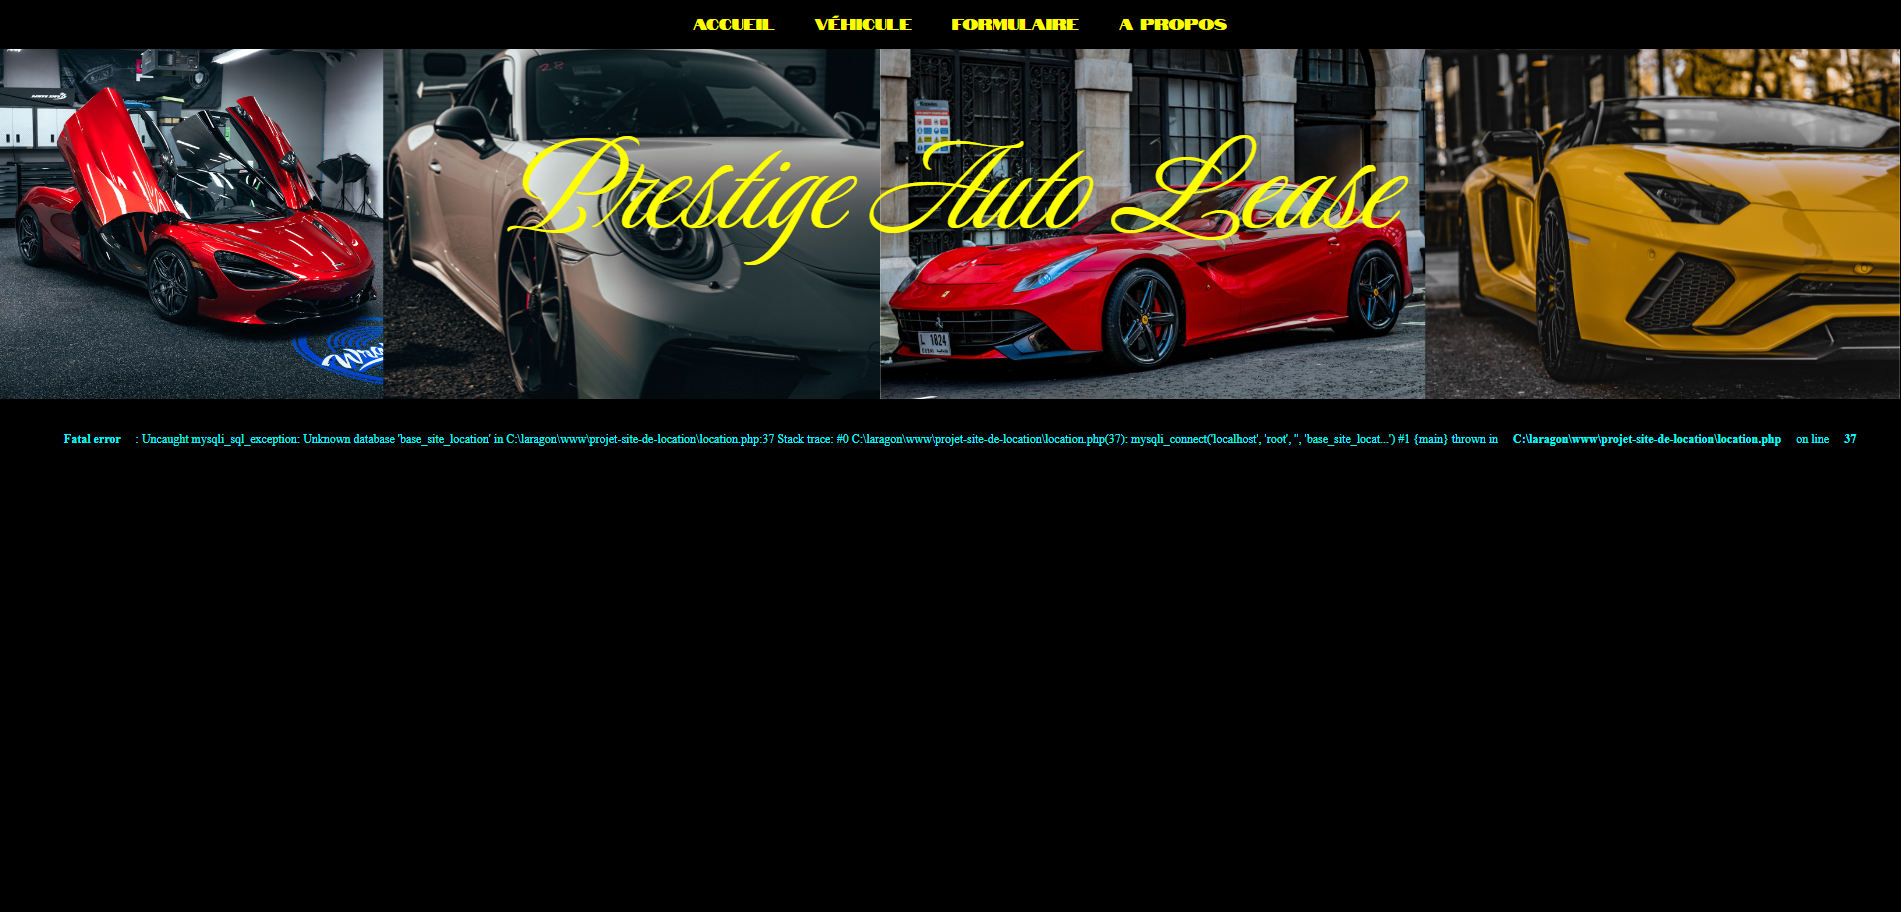 ACCUEIL VÉHICULE FORMULAIRE A PROPOS
28
Prestige Auto Lease
L 1824
Fatal error : Uncaught mysqli_sql_exception: Unknown database 'base_site_location' in C:\laragon\www\projet-site-de-location\location.php:37 Stack trace: #0 C:\laragon\www\projet-site-de-location\location.php(37): mysqli_connect('localhost', 'root', '', 'base_site_locat...') #1 {main} thrown in C:\laragon\www\projet-site-de-location\location.php on line 37